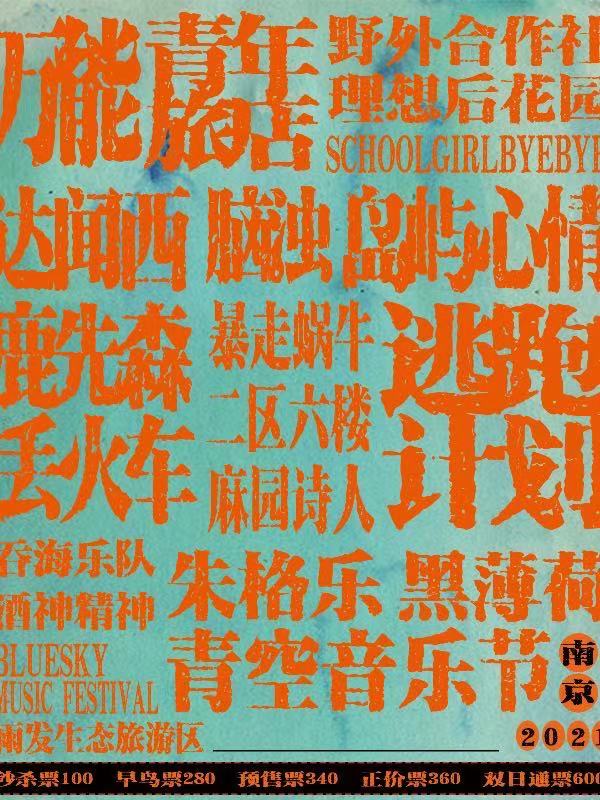 万能青年旅店
野外合作社
理想后花园
SCHOOLGIRLBYEBYE
达闻西
脑浊
岛屿心情
鹿先森
暴走蜗牛
逃跑计划
丢火车
二区六楼
麻园诗人
吞海乐队
酒神精神
朱格乐
黑薄荷
BLUESKY
MUSIC FESTIVAL
青空音乐节
南京
2021
雨发生态旅游区
秒杀票100 早鸟票280 预售票340 正价票360 双日通票600